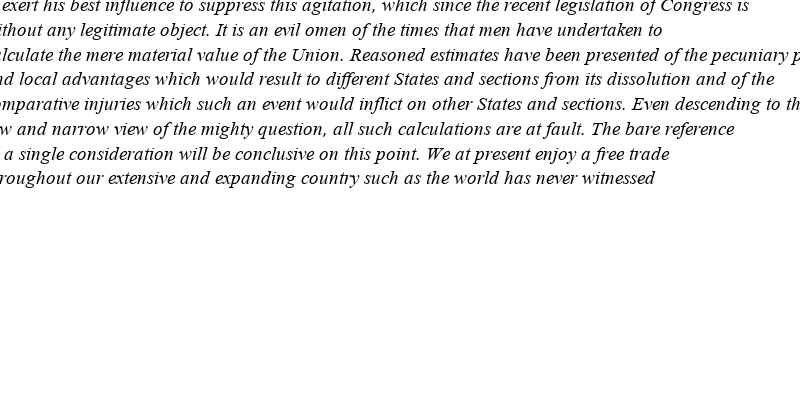 exert his best influence to suppress this agitation, which since the recent legislation of Congress is
ithout any legitimate object. It is an evil omen of the times that men have undertaken to
alculate the mere material value of the Union. Reasoned estimates have been presented of the pecuniary p
nd local advantages which would result to different States and sections from its dissolution and of the
omparative injuries which such an event would inflict on other States and sections. Even descending to th
w and narrow view of the mighty question, all such calculations are at fault. The bare reference
a single consideration will be conclusive on this point. We at present enjoy a free trade
roughout our extensive and expanding country such as the world has never witnessed